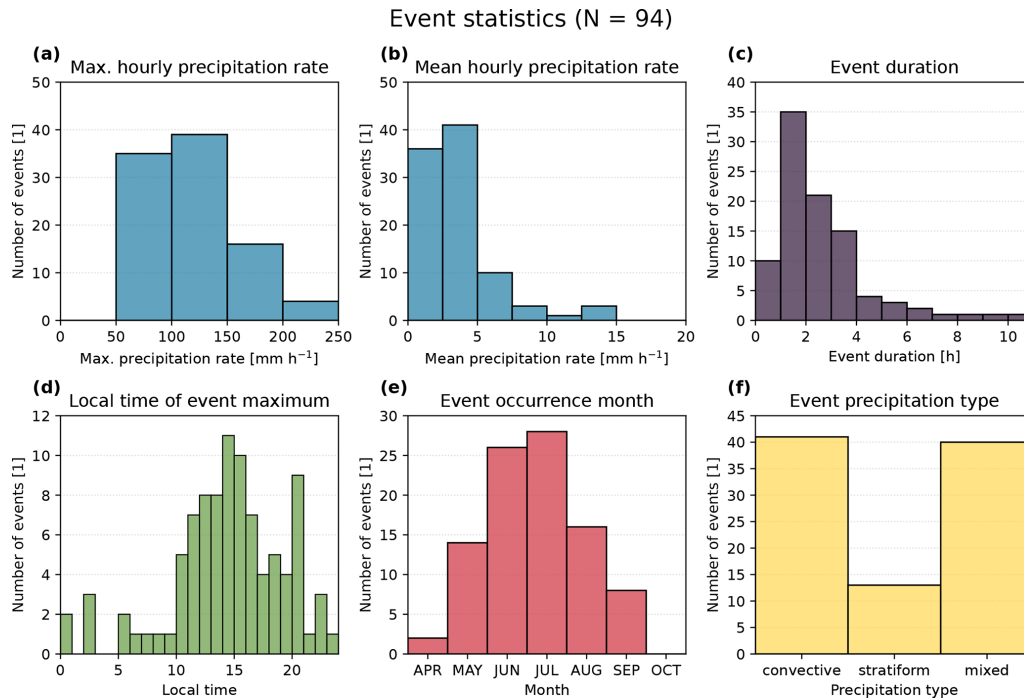 Event statistics (N = 94)
(a)
Max. hourly precipitation rate
Number of events [1]
50
40
30
20
10
0
0 50 100 150 200 250
Max. precipitation rate [mm h⁻¹]
(b)
Mean hourly precipitation rate
Number of events [1]
50
40
30
20
10
0
0 5 10 15 20
Mean precipitation rate [mm h⁻¹]
(c)
Event duration
Number of events [1]
40
35
30
25
20
15
10
5
0
0 2 4 6 8 10
Event duration [h]
(d)
Local time of event maximum
Number of events [1]
12
10
8
6
4
2
0
0 5 10 15 20
Local time
(e)
Event occurrence month
Number of events [1]
30
25
20
15
10
5
0
APR MAY JUN JUL AUG SEP OCT
Month
(f)
Event precipitation type
Number of events [1]
45
40
35
30
25
20
15
10
5
0
convective stratiform mixed
Precipitation type